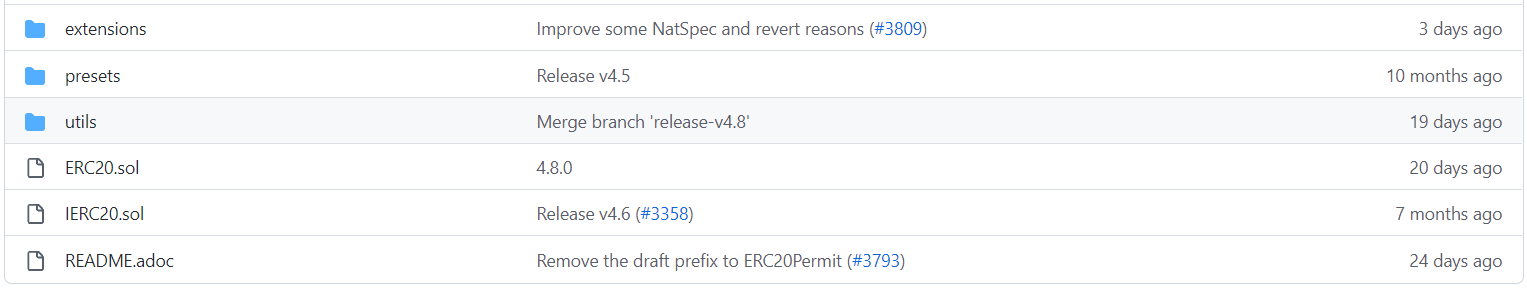 extensions Improve some NatSpec and revert reasons (#3809) 3 days ago
presets Release v4.5 10 months ago
utils Merge branch 'release-v4.8' 19 days ago
ERC20.sol 4.8.0 20 days ago
IERC20.sol Release v4.6 (#3358) 7 months ago
README.adoc Remove the draft prefix to ERC20Permit (#3793) 24 days ago